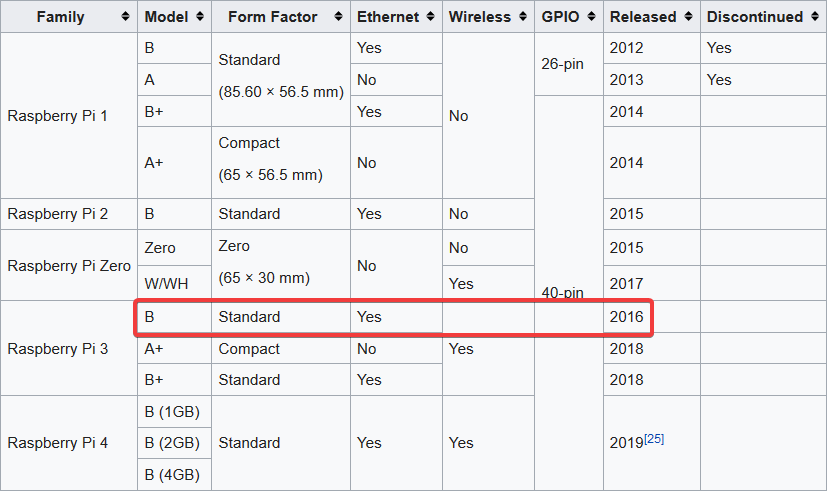 Family Model Form Factor Ethernet Wireless GPIO Released Discontinued
B Yes 2012 Yes
Standard
26-pin
A No 2013 Yes
(85.60 × 56.5 mm)
B+ Yes 2014
Raspberry Pi 1 No
Compact
A+ No 2014
(65 × 56.5 mm)
Raspberry Pi 2 B Standard Yes No 2015
Zero Zero No 2015
Raspberry Pi Zero No
(65 × 30 mm)
W/WH Yes 2017
40-pin
B Standard Yes 2016
Raspberry Pi 3 A+ Compact No Yes 2018
B+ Standard Yes 2018
B (1GB)
Raspberry Pi 4 B (2GB) Standard Yes Yes 2019[25]
B (4GB)